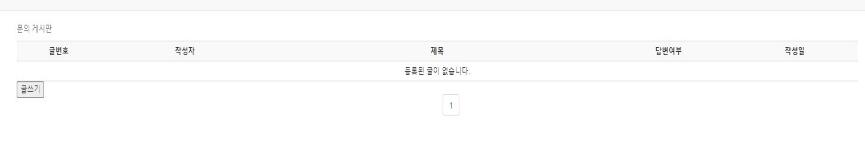 문의 게시판
글번호 작성자 제목 답변여부 작성일
등록된 글이 없습니다.
글쓰기
1